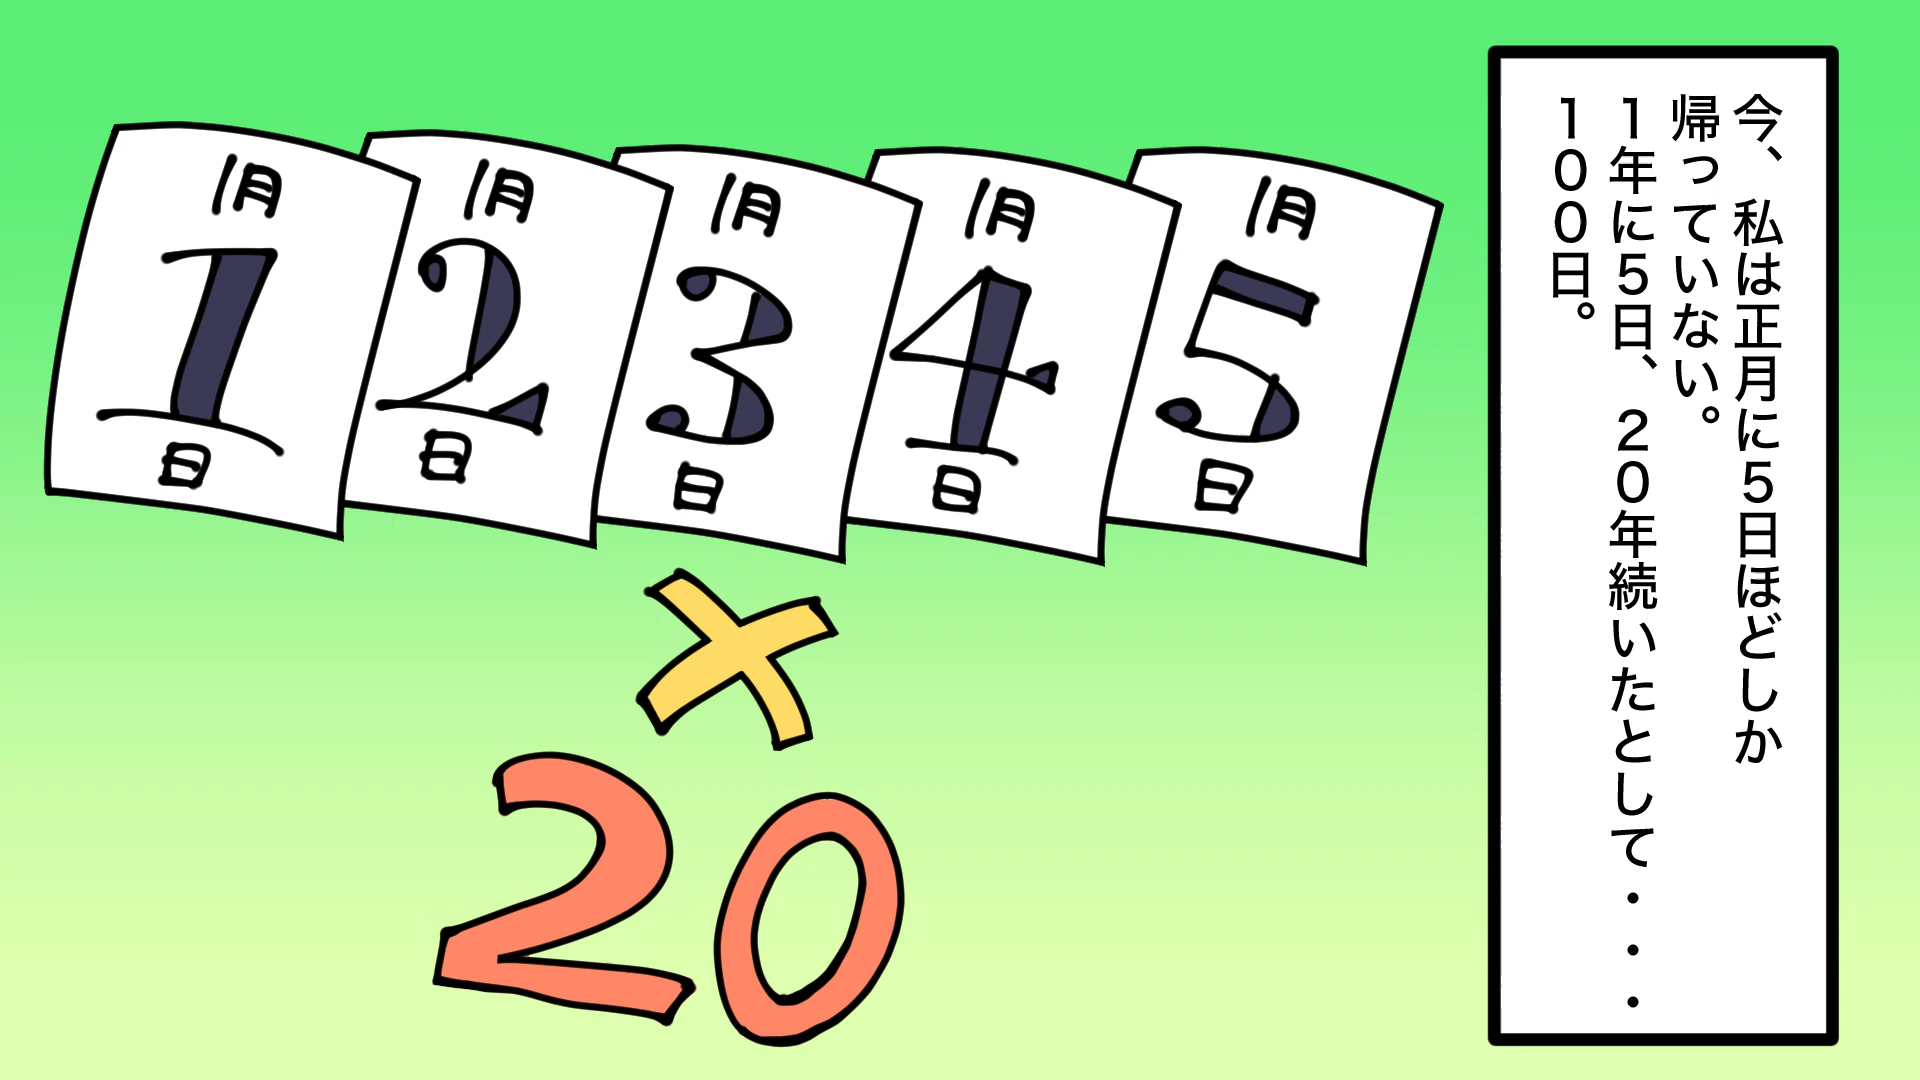 1月
1
日
1月
2
日
1月
3
日
1月
4
日
1月
5
日
×
20
今、私は正月に5日ほどしか
帰っていない。
1年に5日、20年続いたとして・・・
100日。